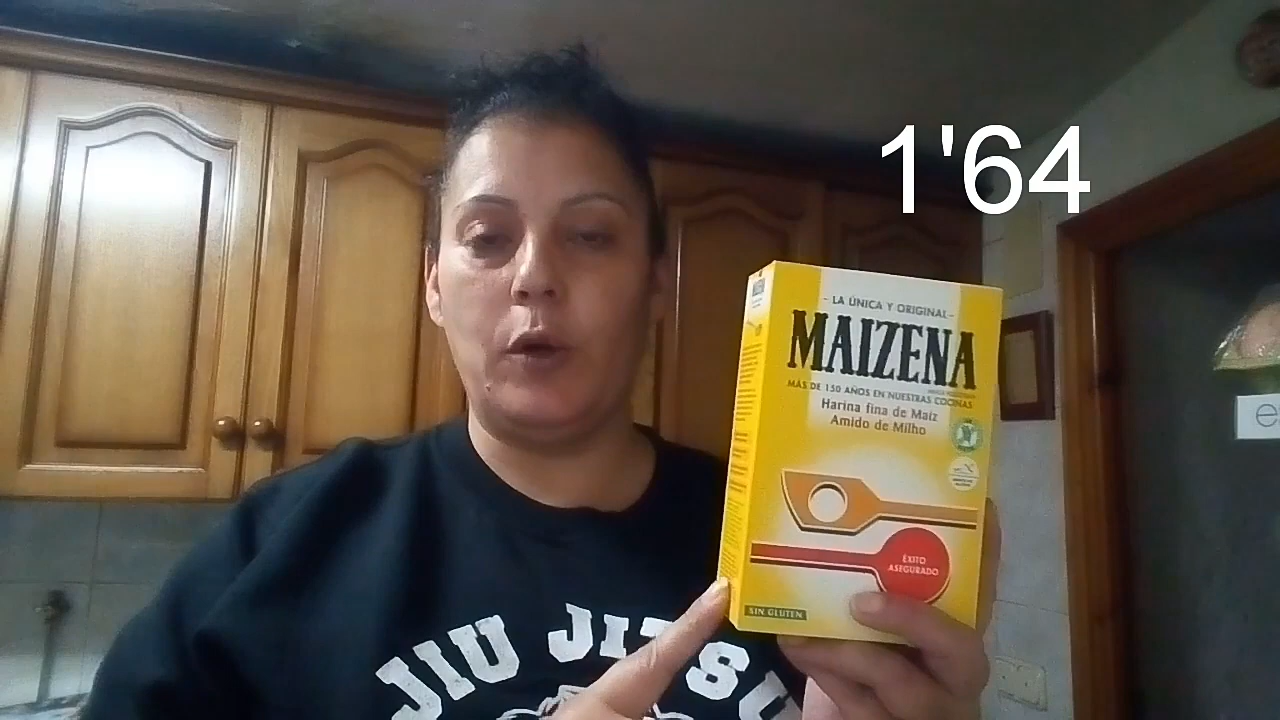 1'64
- LA ÚNICA Y ORIGINAL -
MAIZENA
MÁS DE 150 AÑOS EN NUESTRAS COCINAS
Harina fina de Maíz
Amido de Milho
ÉXITO
ASEGURADO
SIN GLUTEN
JIU JITSU
e